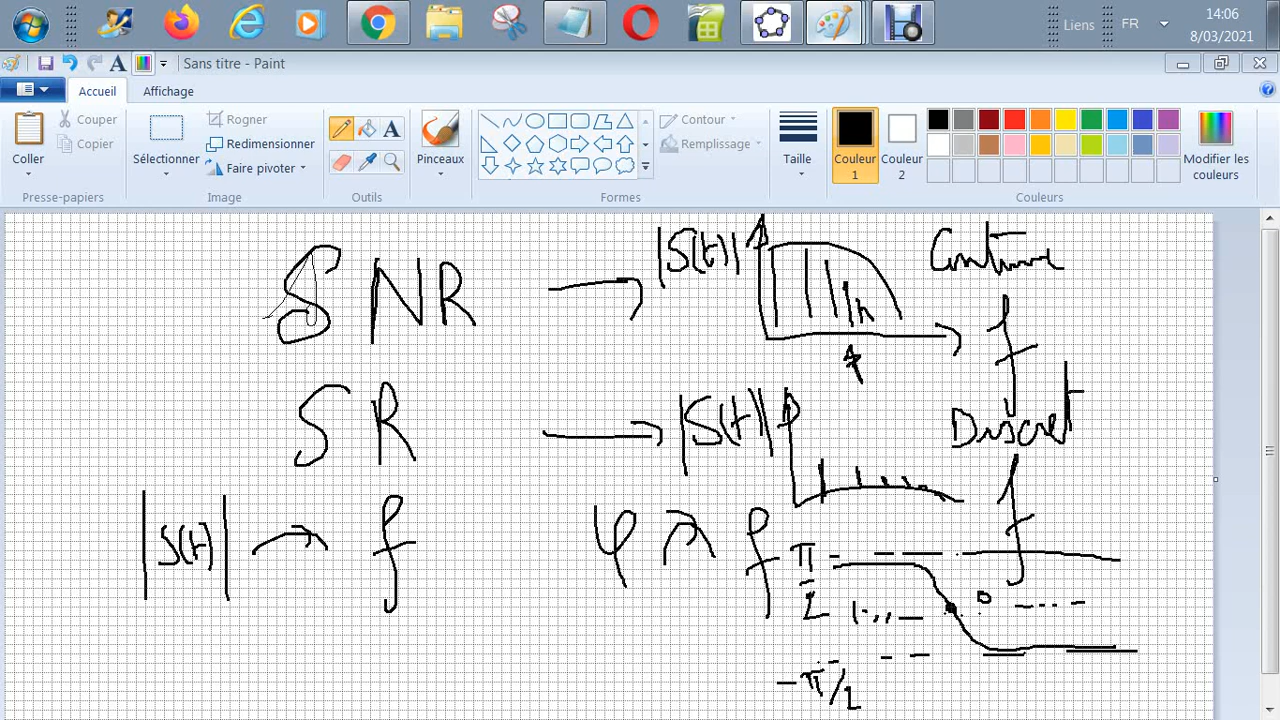 14:06
Liens FR
8/03/2021
Sans titre - Paint
Accueil Affichage
Couper
Copier
Coller
Presse-papiers
Sélectionner
Rogner
Redimensionner
Faire pivoter
Image
Outils
Pinceaux
Contour
Remplissage
Formes
Taille
Couleur 1
Couleur 2
Modifier les couleurs
Couleurs
S NR → |S(t)| Continu
f
S R → |S(t)| Discret
f
|S(t)| → f φ → f π/2
0
-π/2